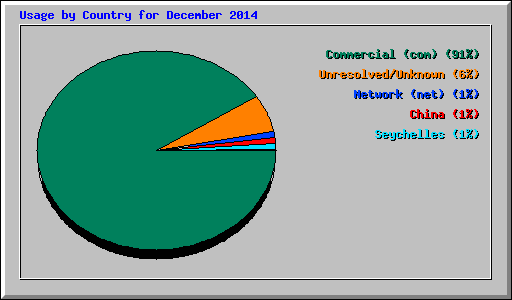 Usage by Country for December 2014
Commercial (com) (91%)
Unresolved/Unknown (6%)
Network (net) (1%)
China (1%)
Seychelles (1%)